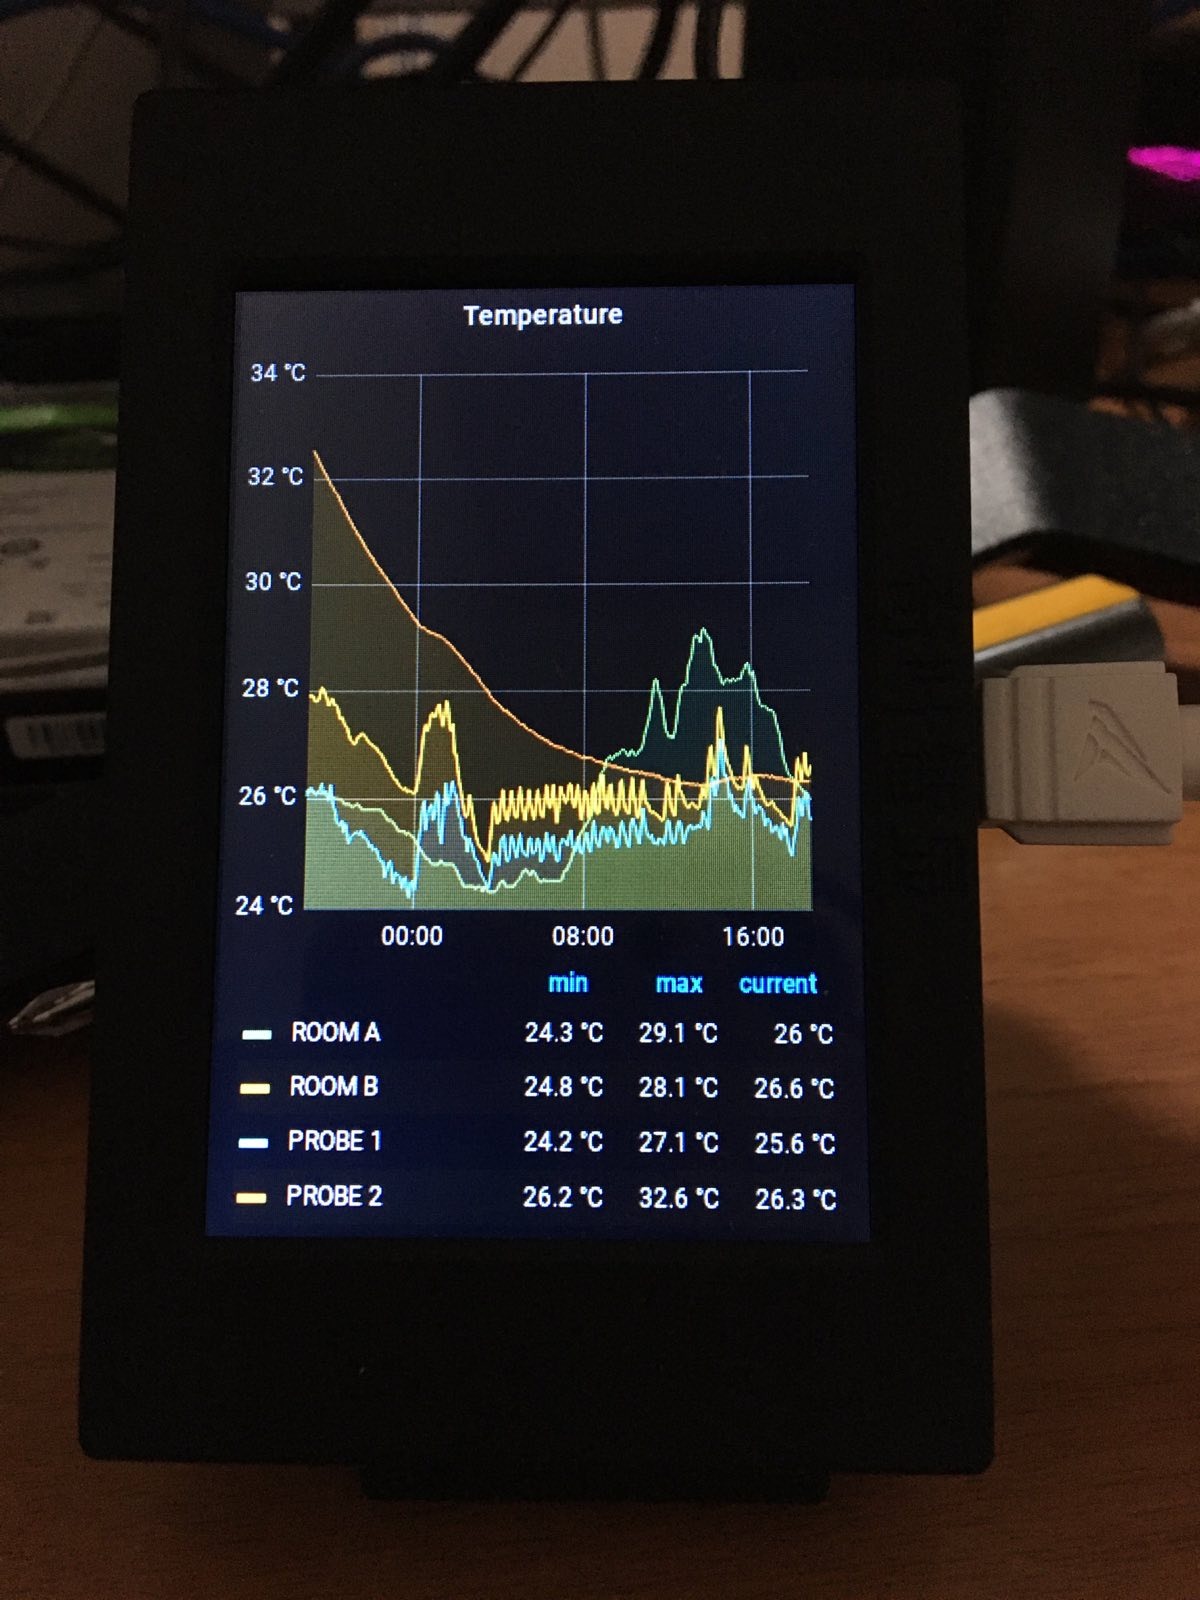 Temperature
34 °C
32 °C
30 °C
28 °C
26 °C
24 °C
00:00 08:00 16:00
min max current
ROOM A 24.3 °C 29.1 °C 26 °C
ROOM B 24.8 °C 28.1 °C 26.6 °C
PROBE 1 24.2 °C 27.1 °C 25.6 °C
PROBE 2 26.2 °C 32.6 °C 26.3 °C